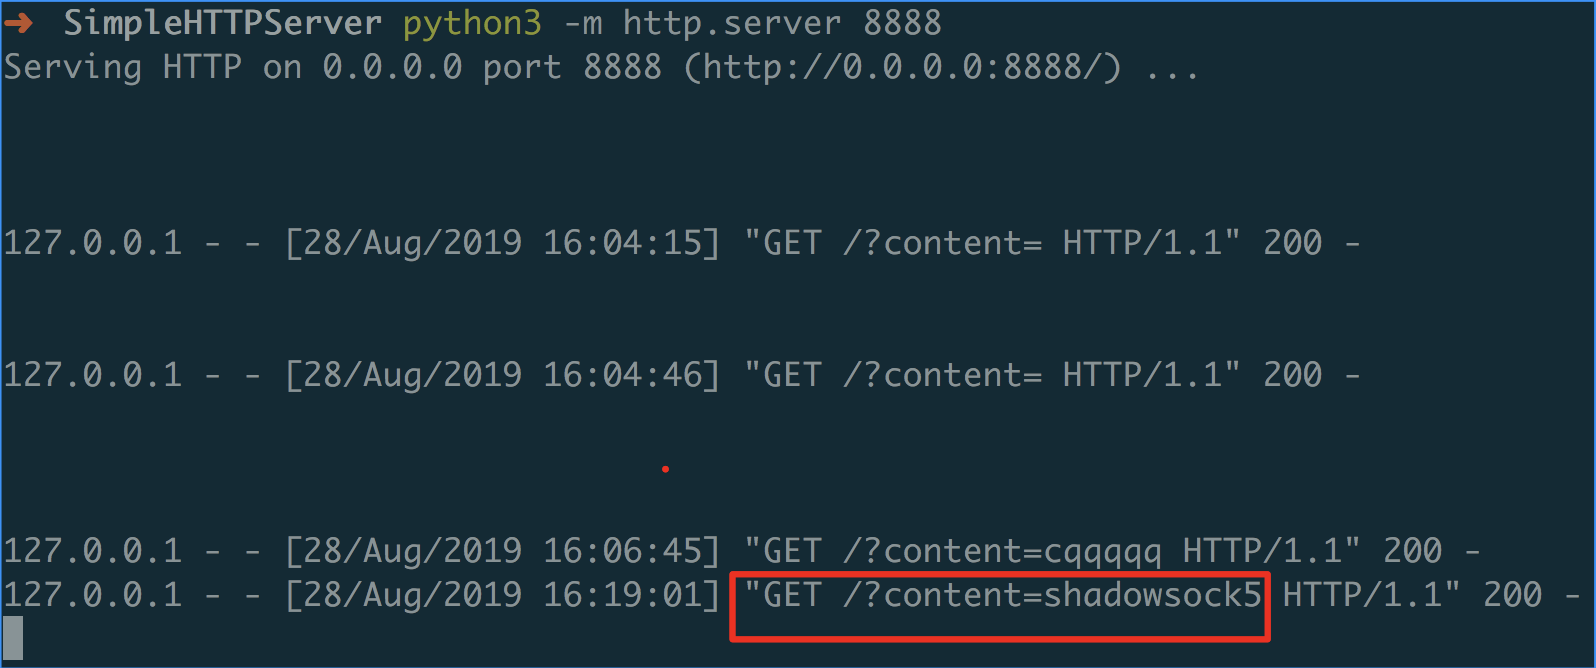 ➜ SimpleHTTPServer python3 -m http.server 8888
Serving HTTP on 0.0.0.0 port 8888 (http://0.0.0.0:8888/) ...
127.0.0.1 - - [28/Aug/2019 16:04:15] "GET /?content= HTTP/1.1" 200 -
127.0.0.1 - - [28/Aug/2019 16:04:46] "GET /?content= HTTP/1.1" 200 -
127.0.0.1 - - [28/Aug/2019 16:06:45] "GET /?content=cqqqqq HTTP/1.1" 200 -
127.0.0.1 - - [28/Aug/2019 16:19:01] "GET /?content=shadowsock5 HTTP/1.1" 200 -